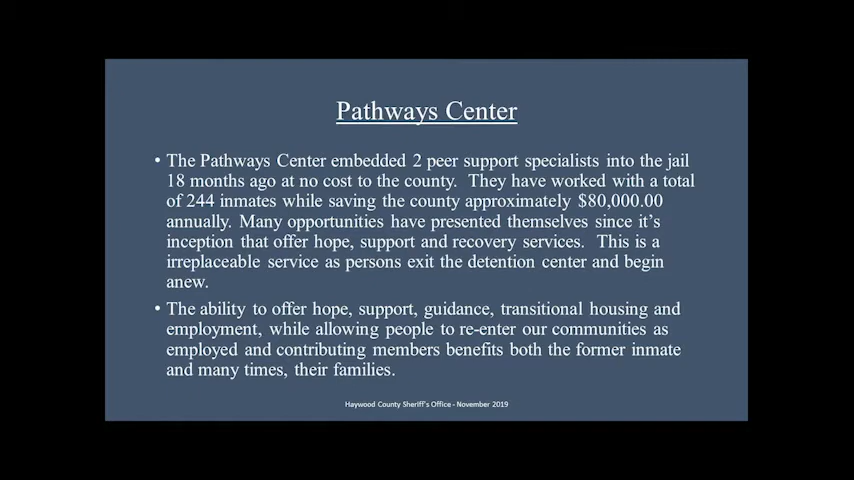 Pathways Center
• The Pathways Center embedded 2 peer support specialists into the jail
18 months ago at no cost to the county. They have worked with a total
of 244 inmates while saving the county approximately $80,000.00
annually. Many opportunities have presented themselves since it's
inception that offer hope, support and recovery services. This is a
irreplaceable service as persons exit the detention center and begin
anew.
• The ability to offer hope, support, guidance, transitional housing and
employment, while allowing people to re-enter our communities as
employed and contributing members benefits both the former inmate
and many times, their families.
Haywood County Sheriff's Office - November 2019